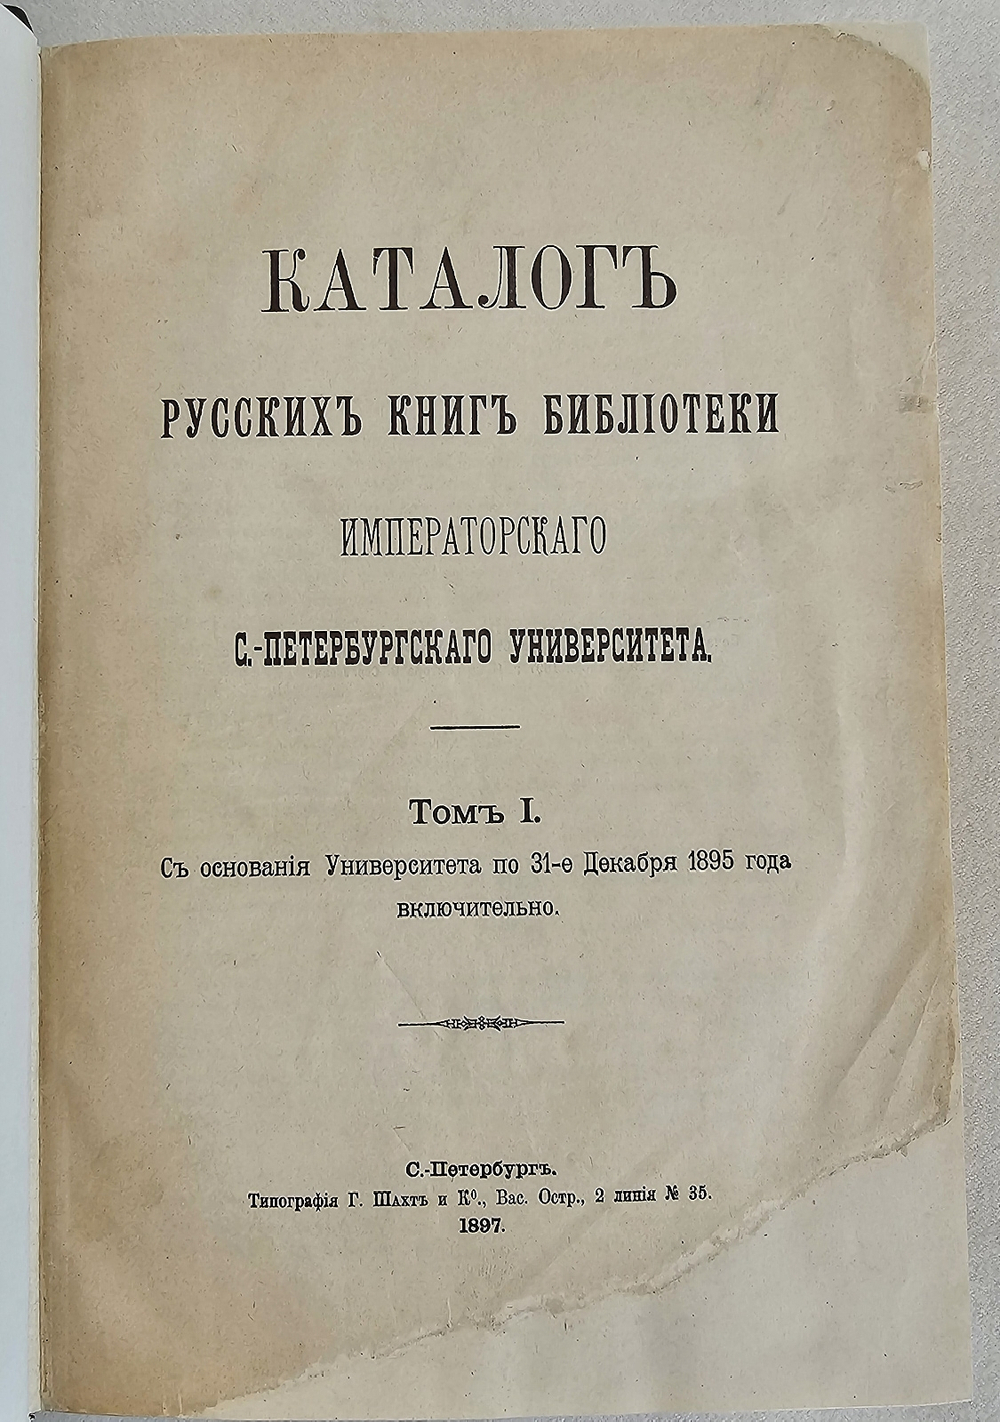 КАТАЛОГЪ
РУССКИХЪ КНИГЪ БИБЛІОТЕКИ
ИМПЕРАТОРСКАГО
С.-ПЕТЕРБУРГСКАГО УНИВЕРСИТЕТА.
Томъ I.
Съ основанія Университета по 31-е Декабря 1895 года
включительно.
С.-Петербургъ.
Типографія Г. Шахтъ и Кº., Вас. Остр., 2 линія № 35.
1897.